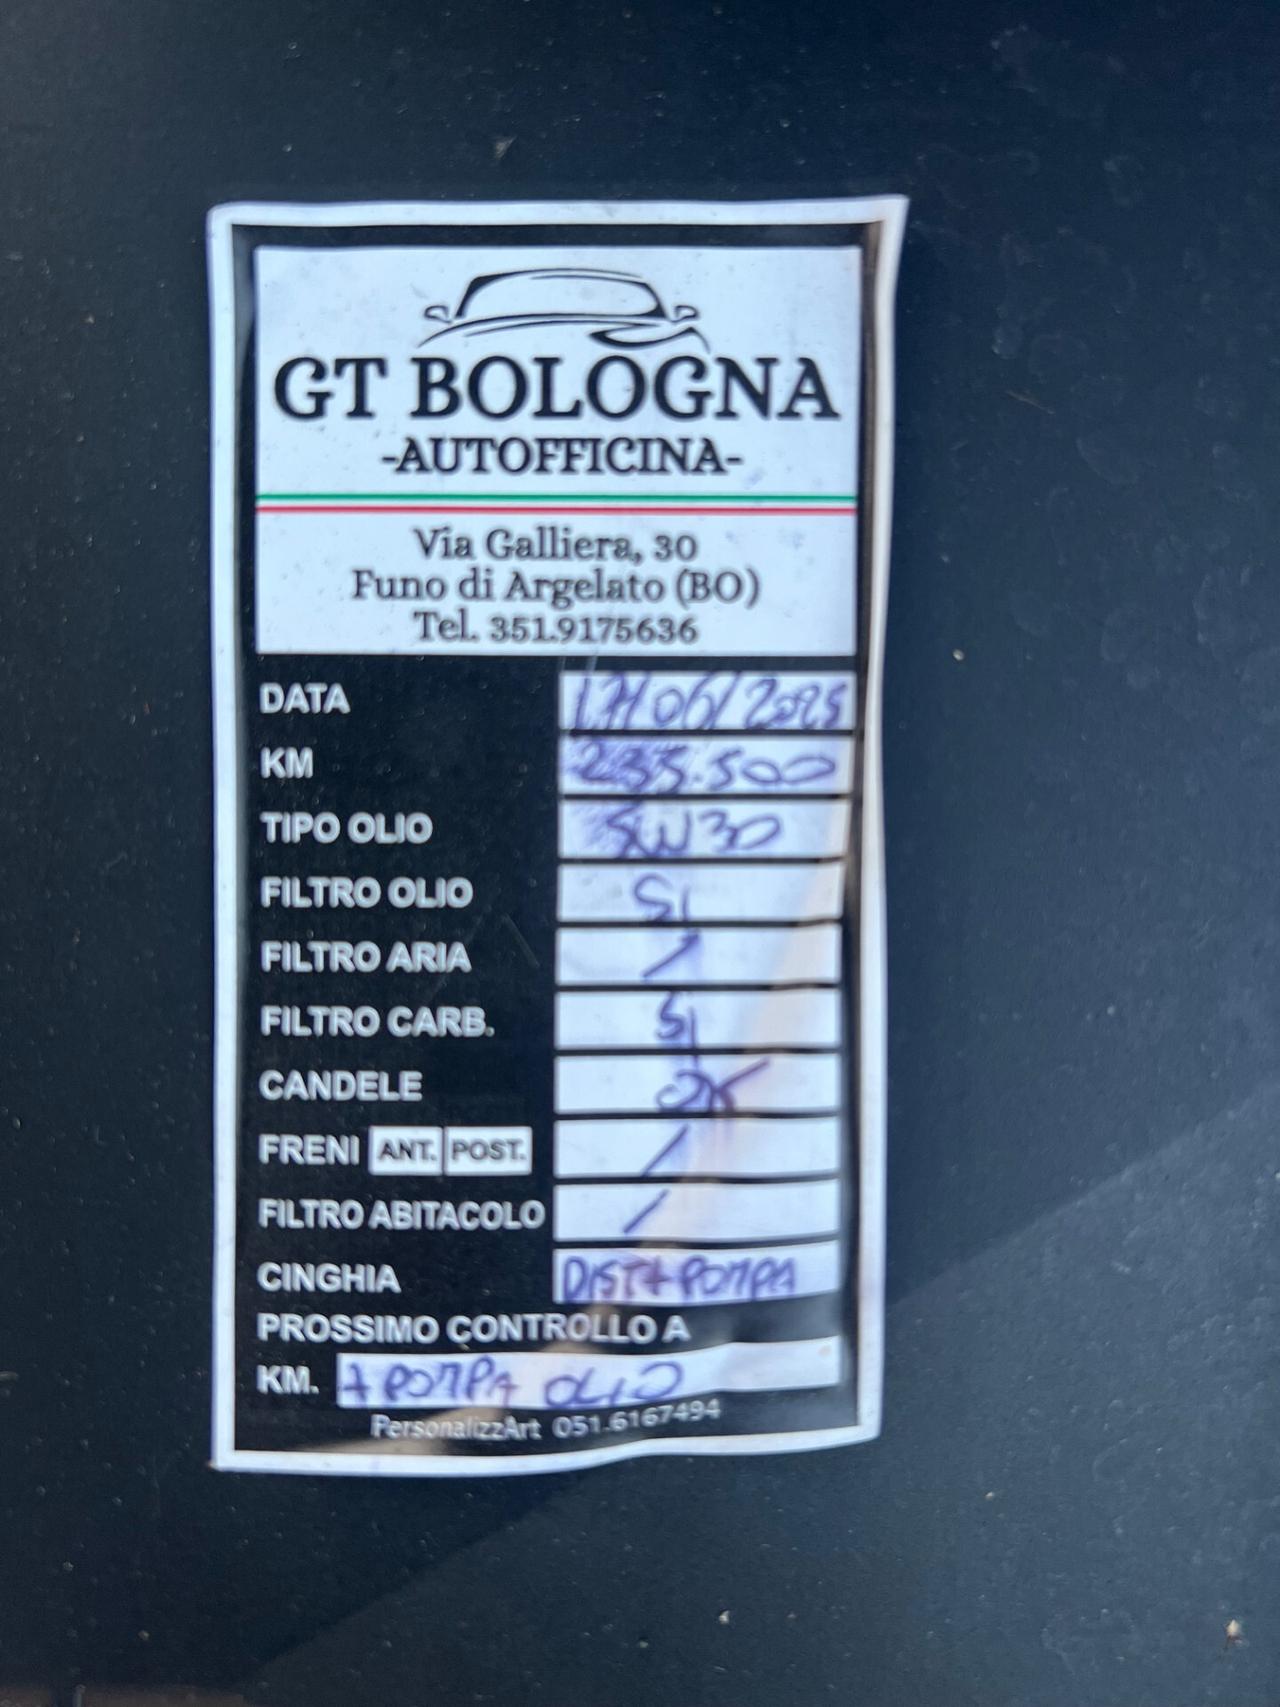 GT BOLOGNA
-AUTOFFICINA-
Via Galliera, 30
Funo di Argelato (BO)
Tel. 351.9175636
DATA 17/06/2025
KM 235.500
TIPO OLIO 5W30
FILTRO OLIO Si
FILTRO ARIA /
FILTRO CARB. Si
CANDELE OK
FRENI ANT. POST. /
FILTRO ABITACOLO /
CINGHIA DIST+POMPA
PROSSIMO CONTROLLO A
KM. + POMPA OLIO
PersonalizzArt 051.6167494